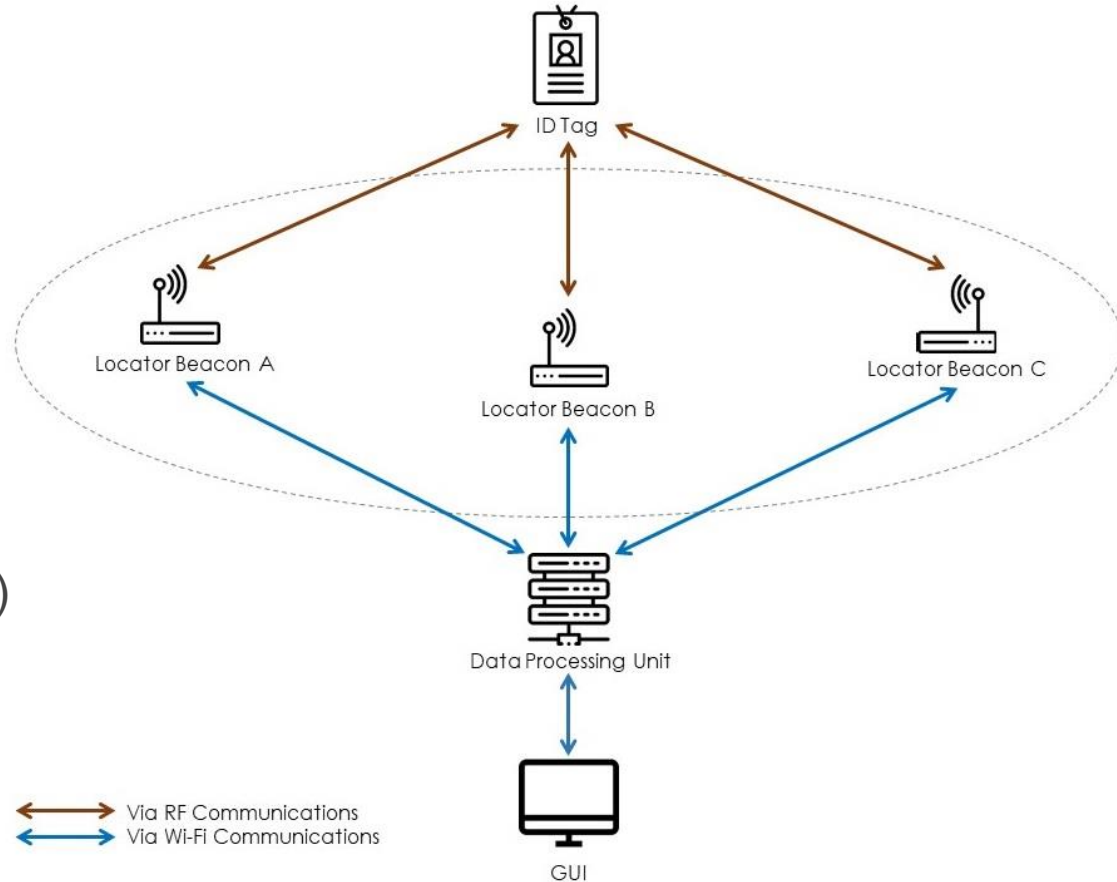 ID Tag
Locator Beacon A
Locator Beacon B
Locator Beacon C
)
Data Processing Unit
Via RF Communications
Via Wi-Fi Communications
GUI